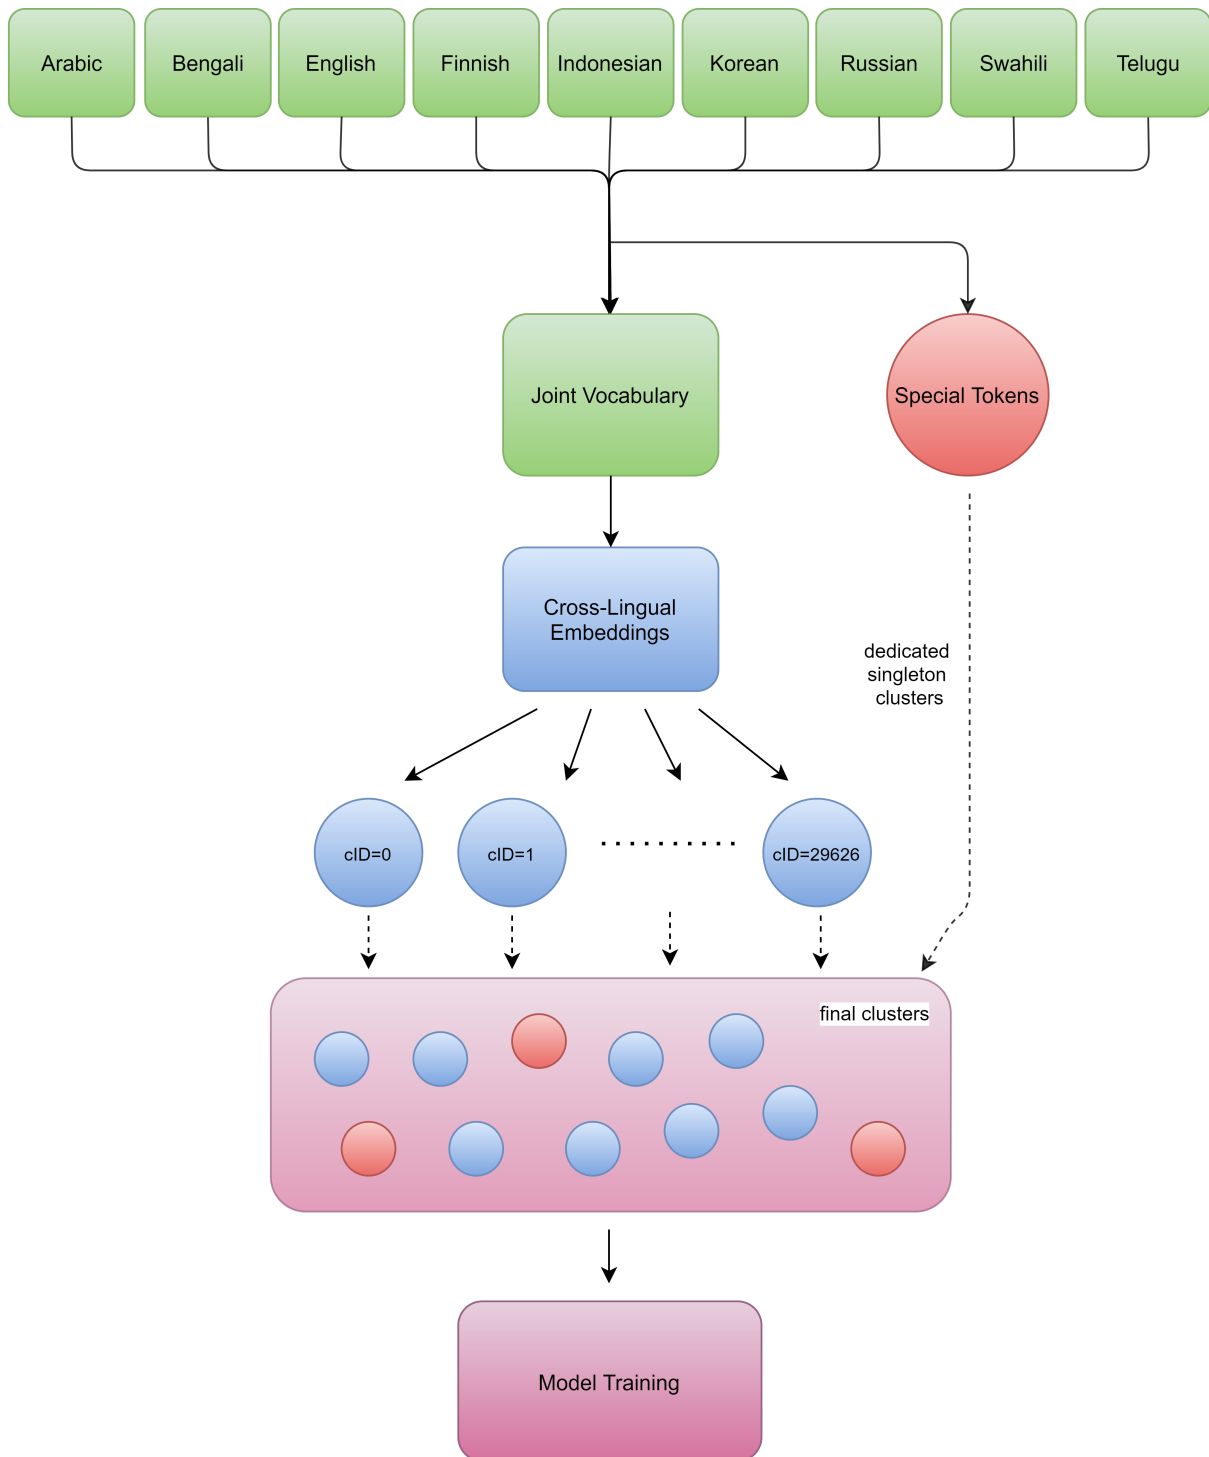 Arabic
Bengali
English
Finnish
Indonesian
Korean
Russian
Swahili
Telugu
Joint Vocabulary
Special Tokens
Cross-Lingual
Embeddings
dedicated
singleton
clusters
cID=0
cID=1
cID=29626
final clusters
Model Training